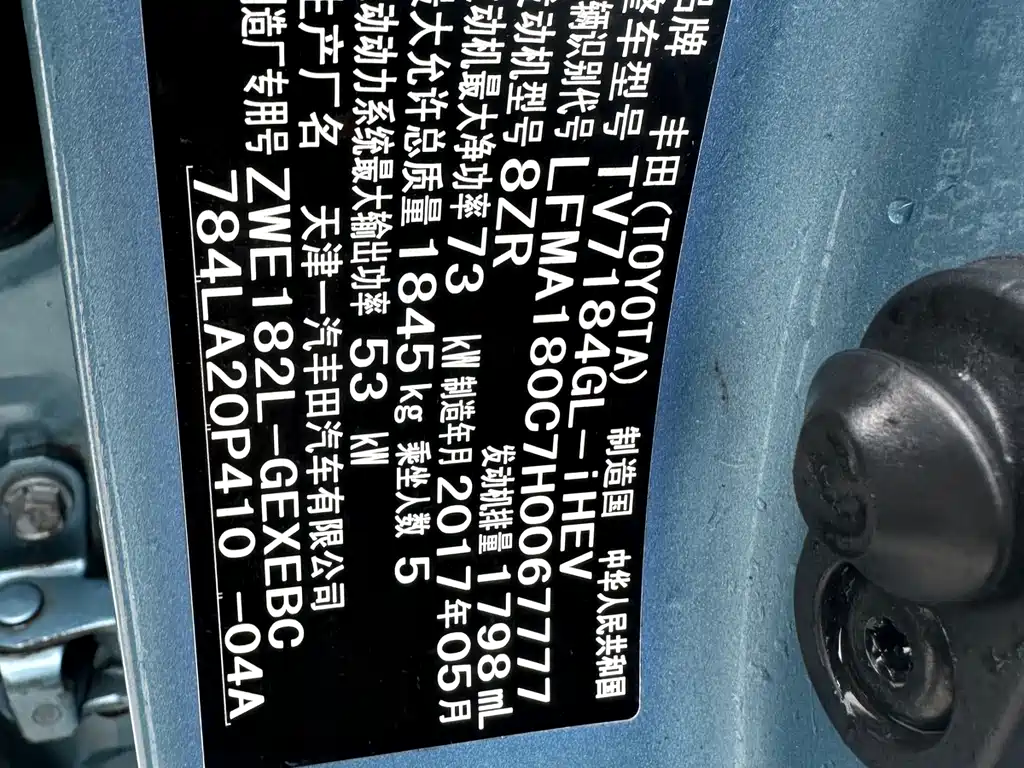 品牌 丰田(TOYOTA) 制造国 中华人民共和国
整车型号 TV7184GL-iHEV
辆识别代号 LFMA180C7H0067777
发动机型号 8ZR 发动机排量 1798mL
发动机最大净功率 73 kW 制造年月 2017年05月
最大允许总质量 1845kg 乘坐人数 5
动动力系统最大输出功率 53 kW
生产厂名 天津一汽丰田汽车有限公司
造厂专用号 ZWE182L-GEXEBC
784LA20P410 -04A